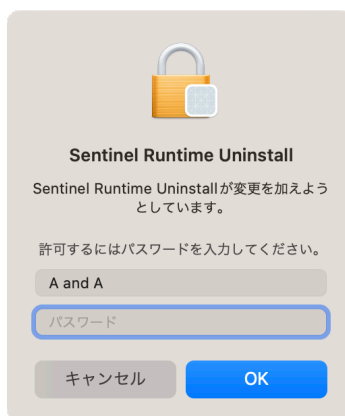 Sentinel Runtime Uninstall
Sentinel Runtime Uninstallが変更を加えよう
としています。
許可するにはパスワードを入力してください。
A and A
パスワード
キャンセル
OK